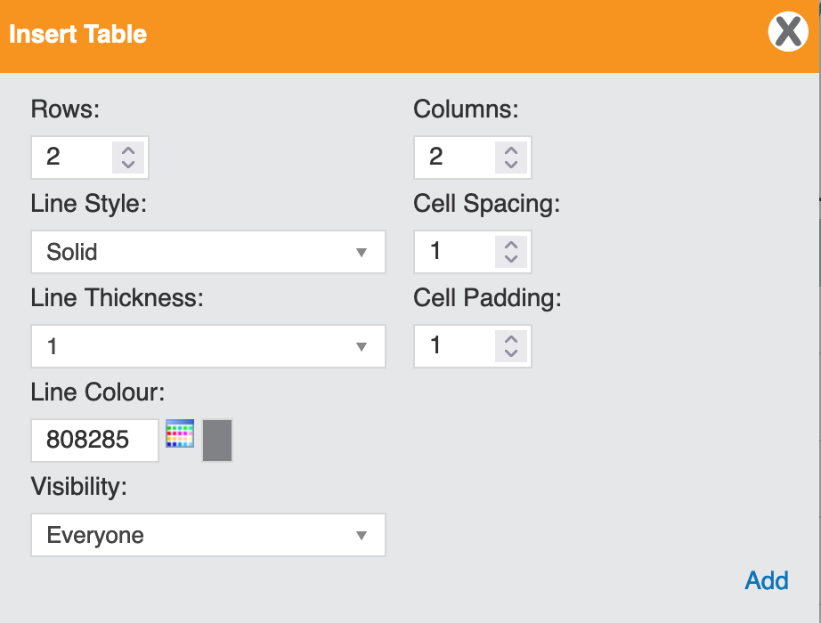 Insert Table
X
Rows:
Columns:
2
2
Line Style:
Cell Spacing:
Solid
1
Line Thickness:
Cell Padding:
1
1
Line Colour:
808285
Visibility:
Everyone
Add